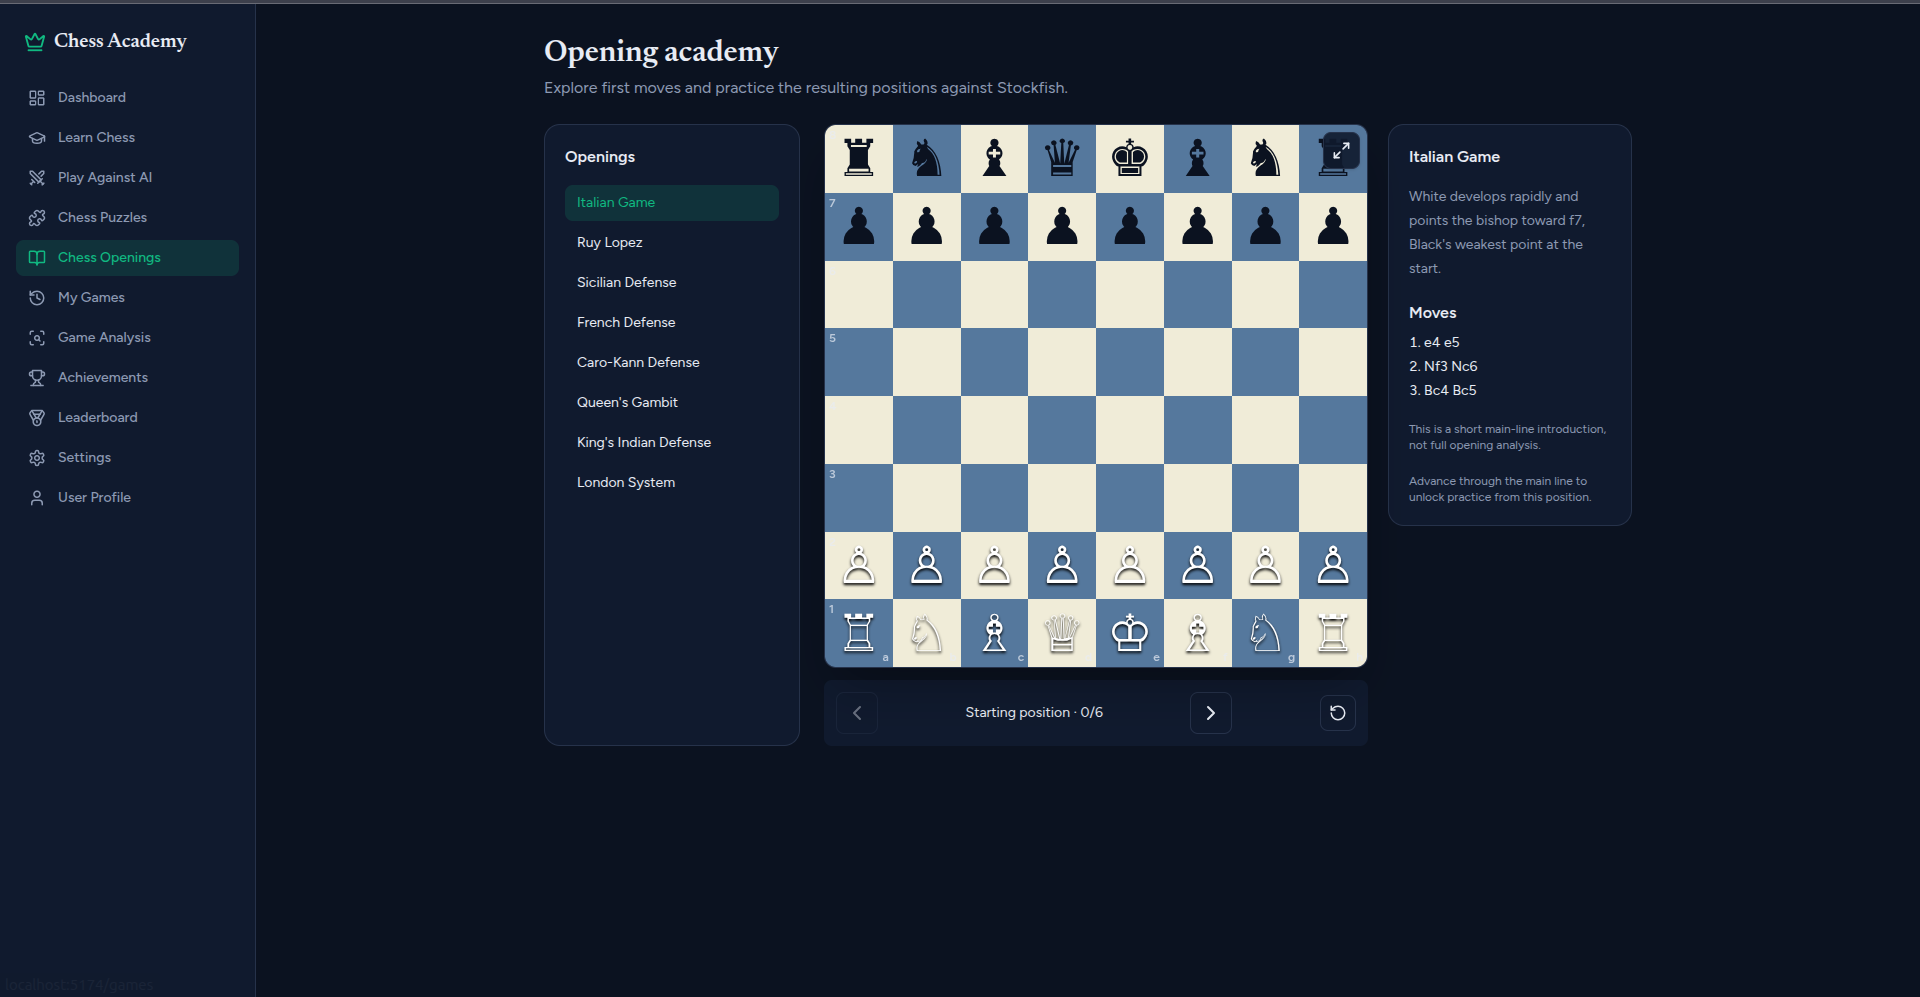 Chess Academy
Dashboard
Learn Chess
Play Against AI
Chess Puzzles
Chess Openings
My Games
Game Analysis
Achievements
Leaderboard
Settings
User Profile
localhost:5174/games
Opening academy
Explore first moves and practice the resulting positions against Stockfish.
Openings
Italian Game
Ruy Lopez
Sicilian Defense
French Defense
Caro-Kann Defense
Queen's Gambit
King's Indian Defense
London System
7
5
3
1
a
c
e
g
Starting position · 0/6
Italian Game
White develops rapidly and
points the bishop toward f7,
Black's weakest point at the
start.
Moves
1. e4 e5
2. Nf3 Nc6
3. Bc4 Bc5
This is a short main-line introduction,
not full opening analysis.
Advance through the main line to
unlock practice from this position.